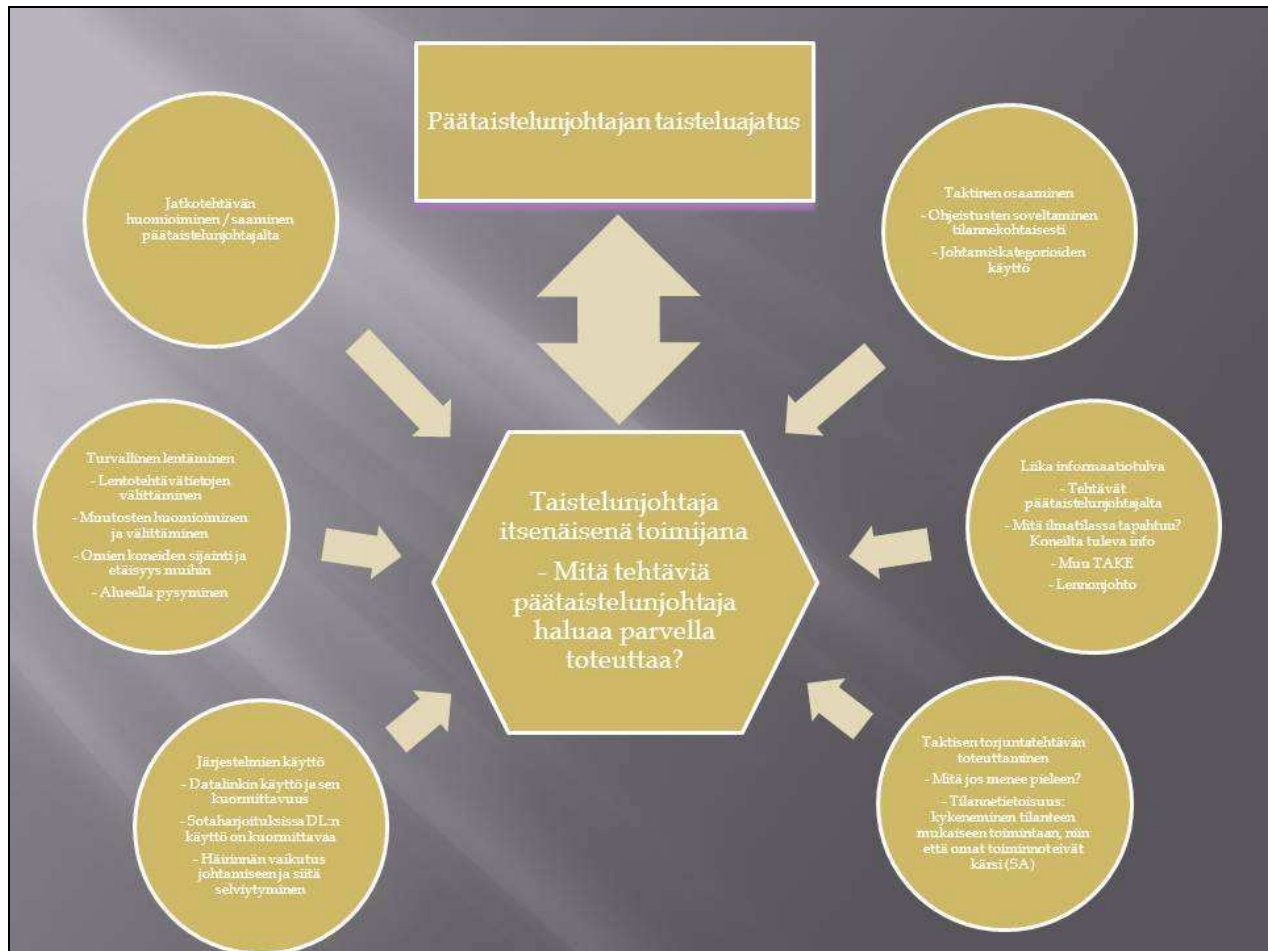 Päätaistelunjohtajan taisteluajatus
Jatkotehtävän
huomioiminen / saaminen
päätaistelunjohtajalta
Taktinen osaaminen
- Ohjeistusten soveltaminen
tilannekohtaisesti
- Johtamiskategorioiden
käyttö
Turvallinen lentäminen
- Lentotehtävätietojen
välittäminen
- Muutosten huomioiminen
ja välittäminen
- Omien koneiden sijainti ja
etäisyys muihin
- Alueella pysyminen
Taistelunjohtaja
itsenäisenä toimijana
- Mitä tehtäviä
päätaistelunjohtaja
haluaa parvella
toteuttaa?
Liika informaatiotulva
- Tehtävät
päätaistelunjohtajalta
- Mitä ilmatilassa tapahtuu?
Koneilta tuleva info
- Muu TAKE
- Lennonjohto
Järjestelmien käyttö
- Datalinkin käyttö ja sen
kuormittavuus
- Sotaharjoituksissa DL:n
käyttö on kuormittavaa
- Häirinnän vaikutus
johtamiseen ja siitä
selviytyminen
Taktisen torjuntatehtävän
toteuttaminen
- Mitä jos menee pieleen?
- Tilannetietoisuus:
kykeneminen tilanteen
mukaiseen toimintaan, niin
että omat toiminnot eivät
kärsi (SA)